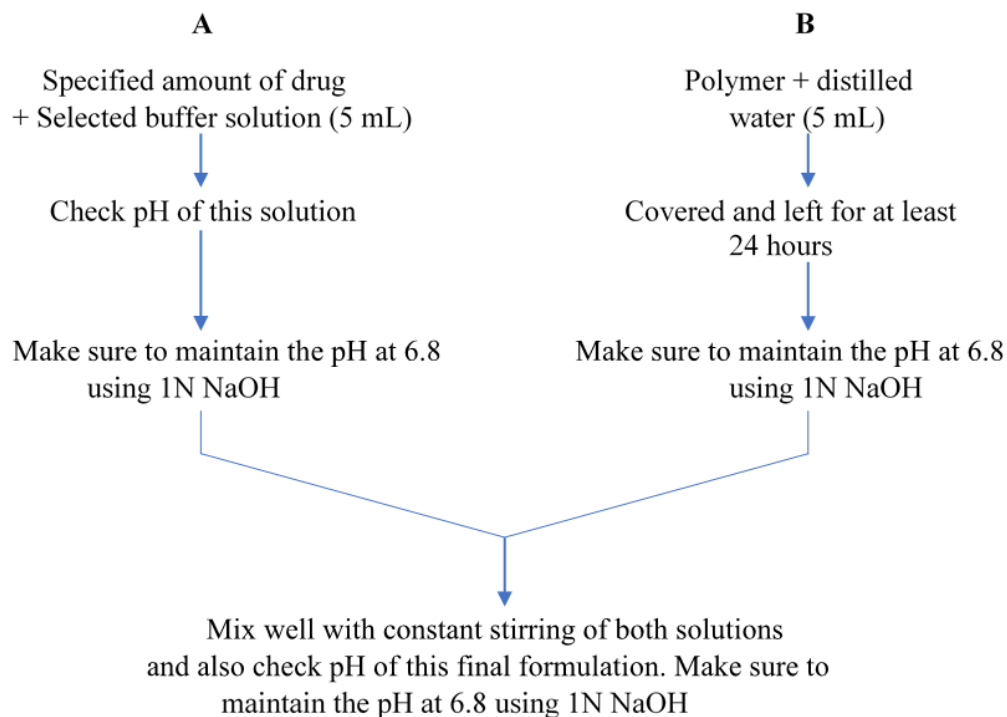 A
Specified amount of drug
+ Selected buffer solution (5 mL)
Check pH of this solution
Make sure to maintain the pH at 6.8
using 1N NaOH
B
Polymer + distilled
water (5 mL)
Covered and left for at least
24 hours
Make sure to maintain the pH at 6.8
using 1N NaOH
Mix well with constant stirring of both solutions
and also check pH of this final formulation. Make sure to
maintain the pH at 6.8 using 1N NaOH